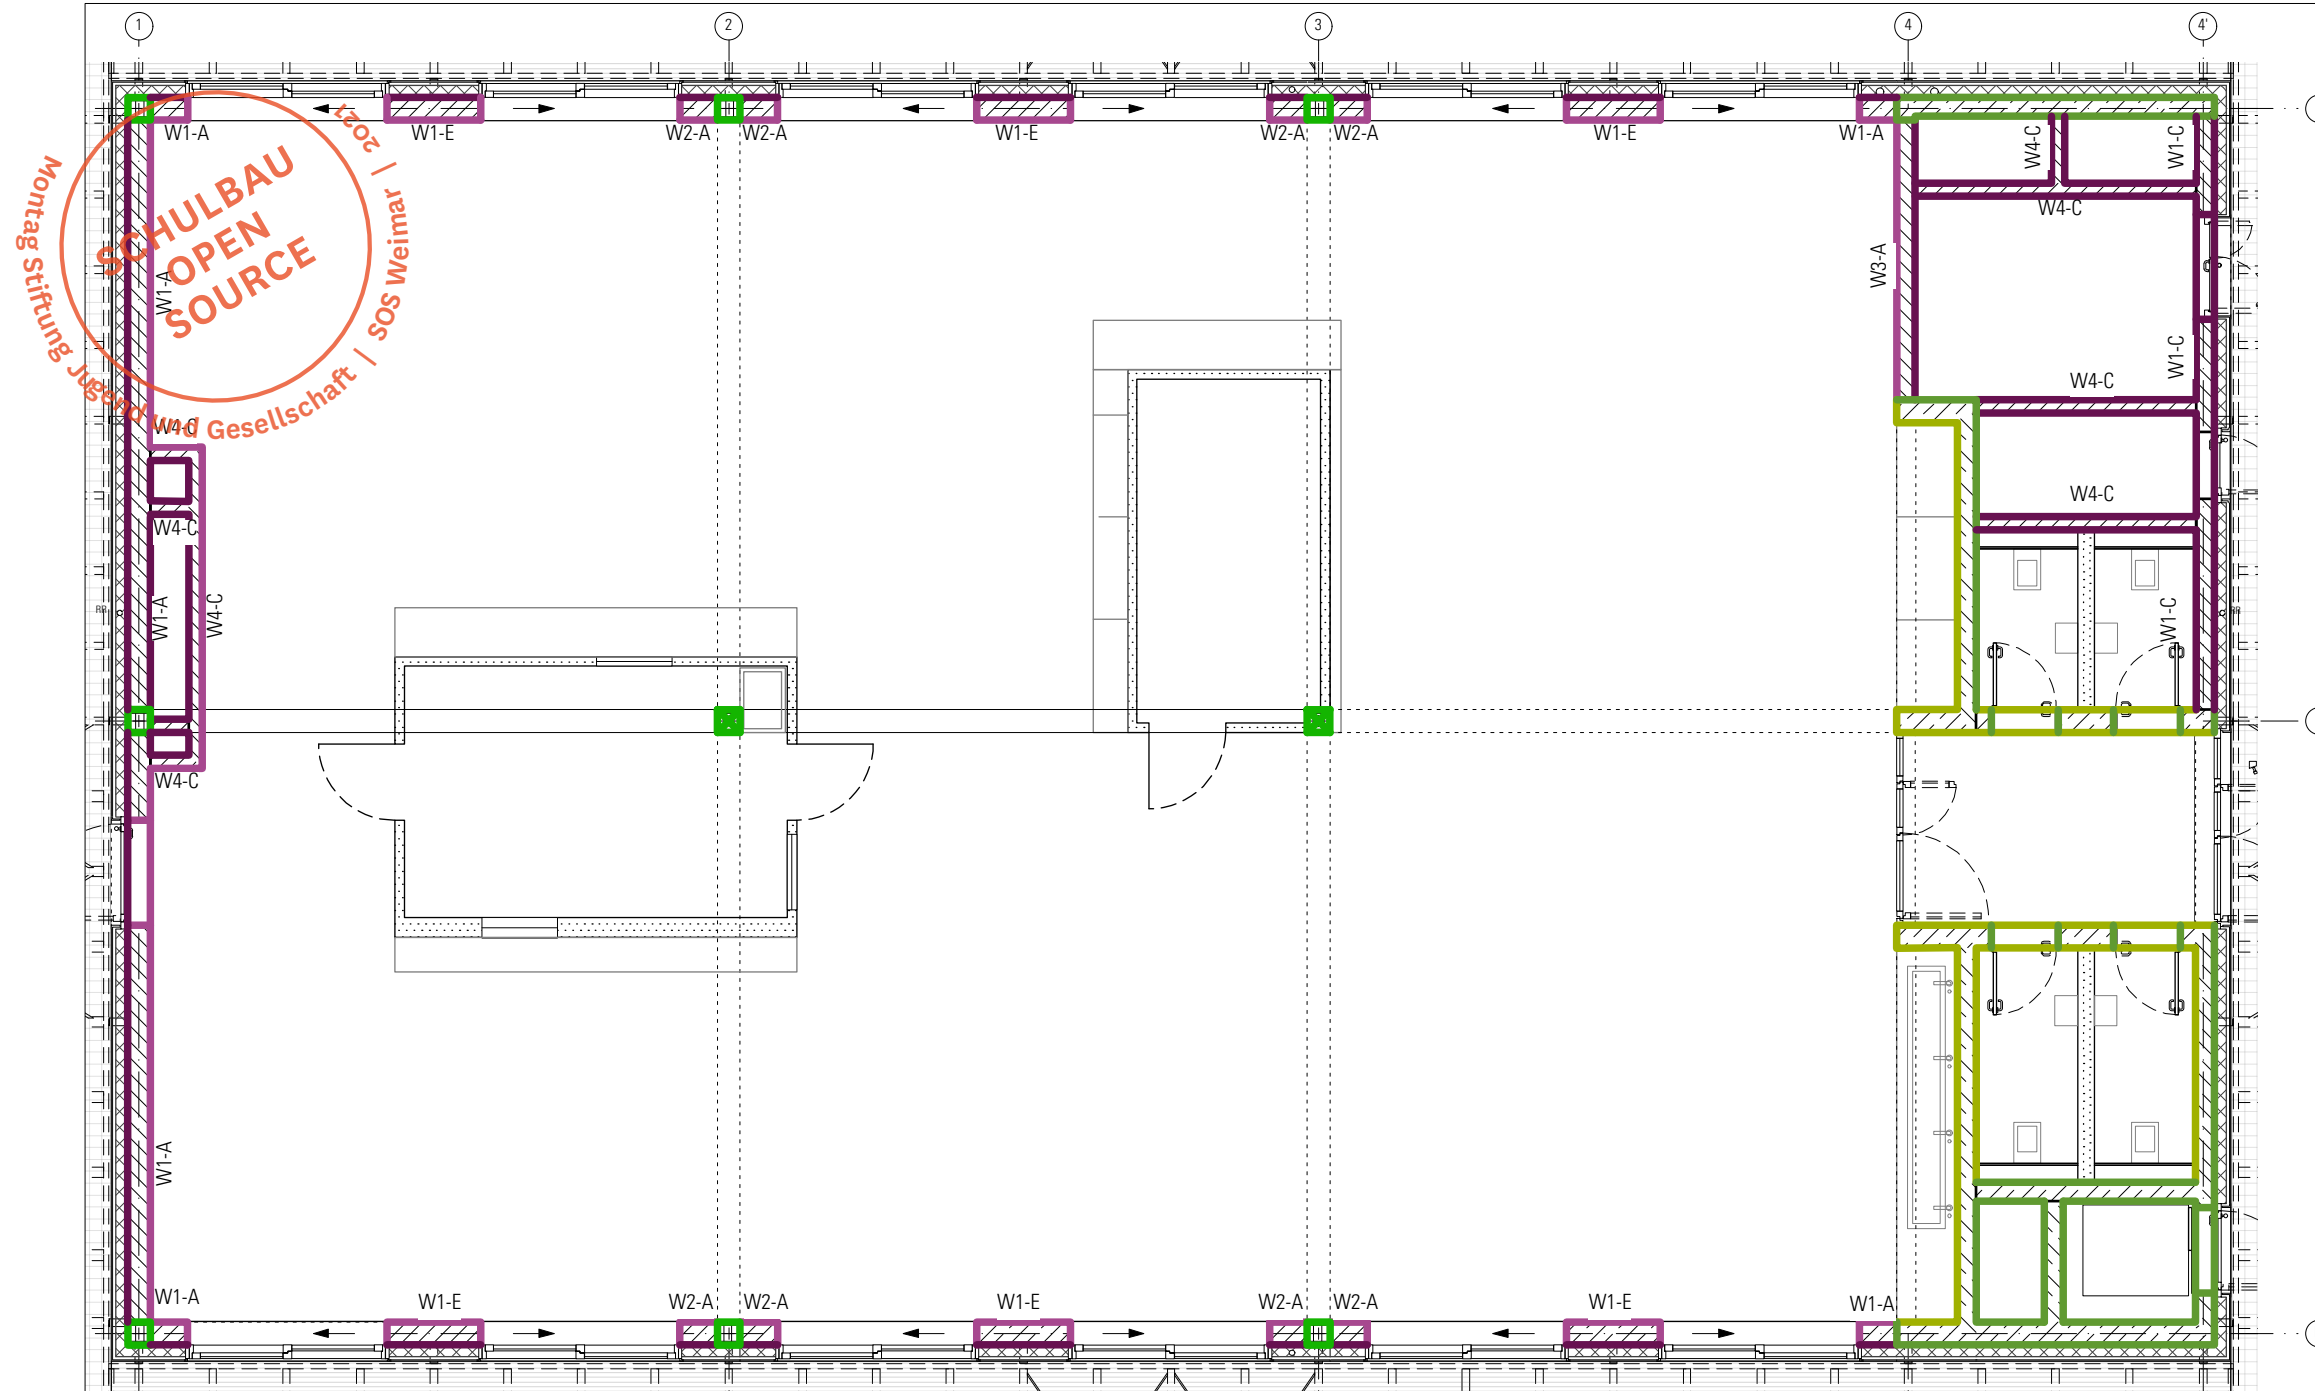 1 2 3 4 4'
W1-A W1-E W2-A W2-A W1-E W2-A W2-A W1-E W1-A
W4-C W1-C
SCHULBAU
OPEN
SOURCE
Montag Stiftung Jugend und Gesellschaft | SOS Weimar | 2021
W4-C
W1-A
W3-A
W1-C
W4-C
W4-C
W4-C
W4-C
W1-A W4-C W1-C
RR RR
W4-C
W1-A
W1-A W1-E W2-A W2-A W1-E W2-A W2-A W1-E W1-A